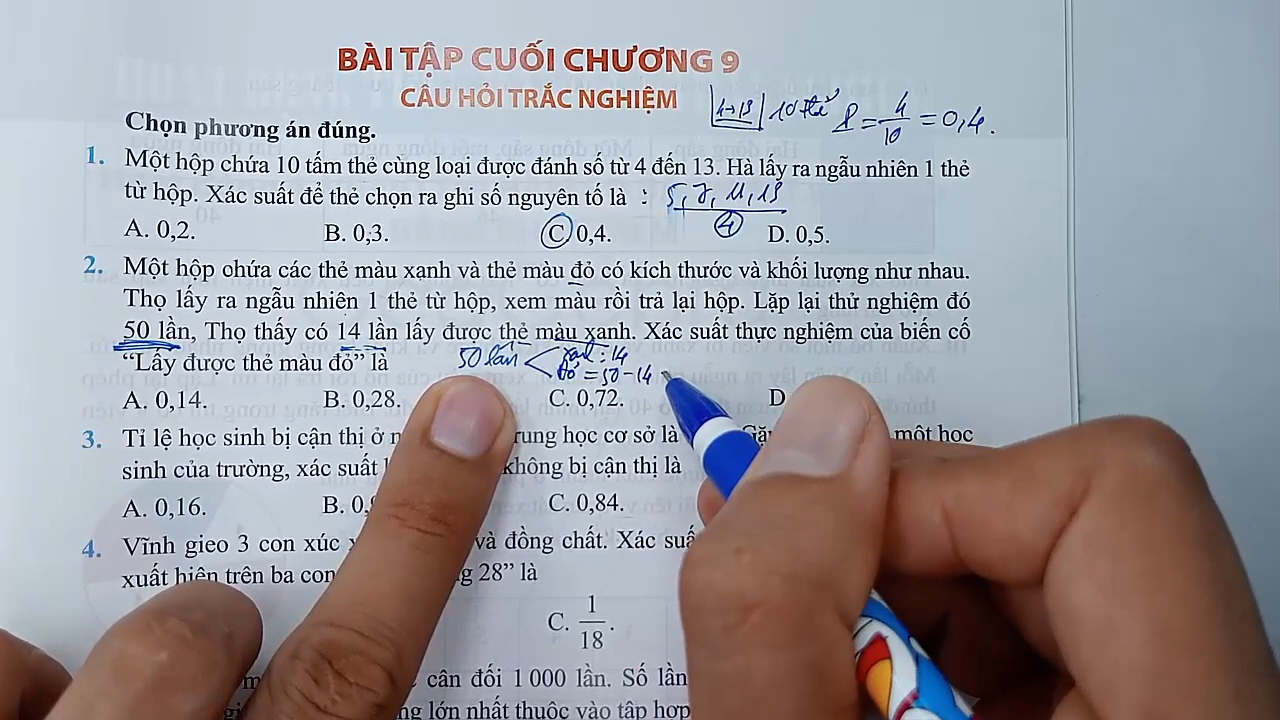 BÀI TẬP CUỐI CHƯƠNG 9
CÂU HỎI TRẮC NGHIỆM
4→13 10 thẻ P = 4/10 = 0,4.
Chọn phương án đúng.
1. Một hộp chứa 10 tấm thẻ cùng loại được đánh số từ 4 đến 13. Hà lấy ra ngẫu nhiên 1 thẻ
từ hộp. Xác suất để thẻ chọn ra ghi số nguyên tố là : 5, 7, 11, 13
4
A. 0,2. B. 0,3. C 0,4. D. 0,5.
2. Một hộp chứa các thẻ màu xanh và thẻ màu đỏ có kích thước và khối lượng như nhau.
Thọ lấy ra ngẫu nhiên 1 thẻ từ hộp, xem màu rồi trả lại hộp. Lặp lại thử nghiệm đó
50 lần, Thọ thấy có 14 lần lấy được thẻ màu xanh. Xác suất thực nghiệm của biến cố
“Lấy được thẻ màu đỏ” là 50 lần xanh : 14
Đỏ = 50 - 14
A. 0,14. B. 0,28. C. 0,72. D
3. Tỉ lệ học sinh bị cận thị ở rung học cơ sở là một học
sinh của trường, xác suất không bị cận thị là
A. 0,16. B. 0, C. 0,84.
4. Vĩnh gieo 3 con xúc và đồng chất. Xác suấ
xuất hiện trên ba con g 28” là
C. 1/18.
cân đối 1 000 lần. Số lần
ng lớn nhất thuộc vào tập hợp